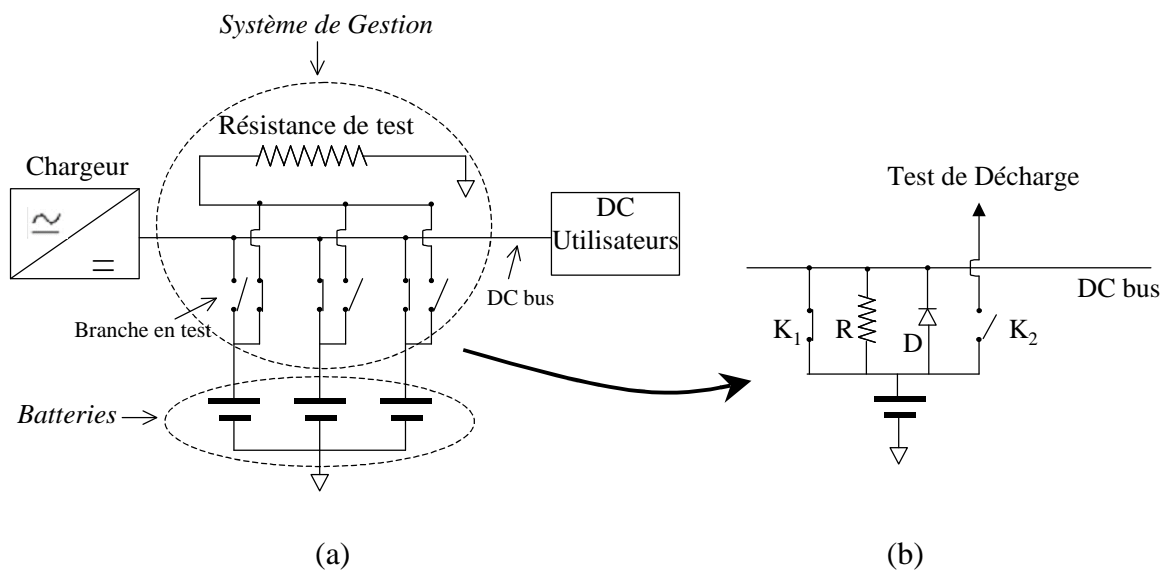 Système de Gestion
Résistance de test
Chargeur
DC
Utilisateurs
DC bus
Branche en test
Batteries
(a)
Test de Décharge
DC bus
K1
R
D
K2
(b)